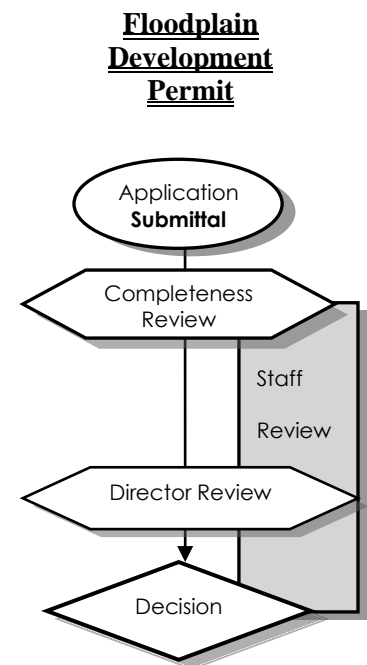 Floodplain
Development
Permit
Application
Submittal
Completeness
Review
Staff
Review
Director Review
Decision